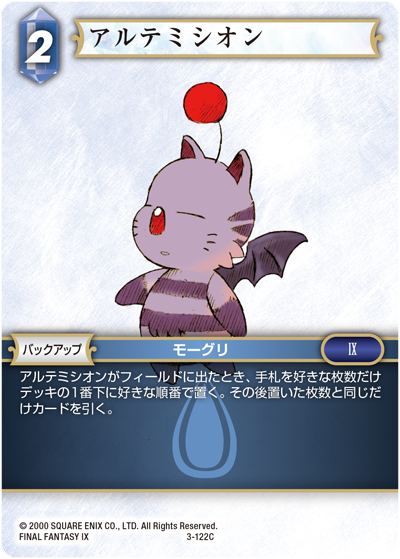 2
アルテミシオン
バックアップ
モーグリ
IX
アルテミシオンがフィールドに出たとき、手札を好きな枚数だけ
デッキの1番下に好きな順番で置く。その後置いた枚数と同じだ
けカードを引く。
© 2000 SQUARE ENIX CO., LTD. All Rights Reserved.
FINAL FANTASY IX
3-122C